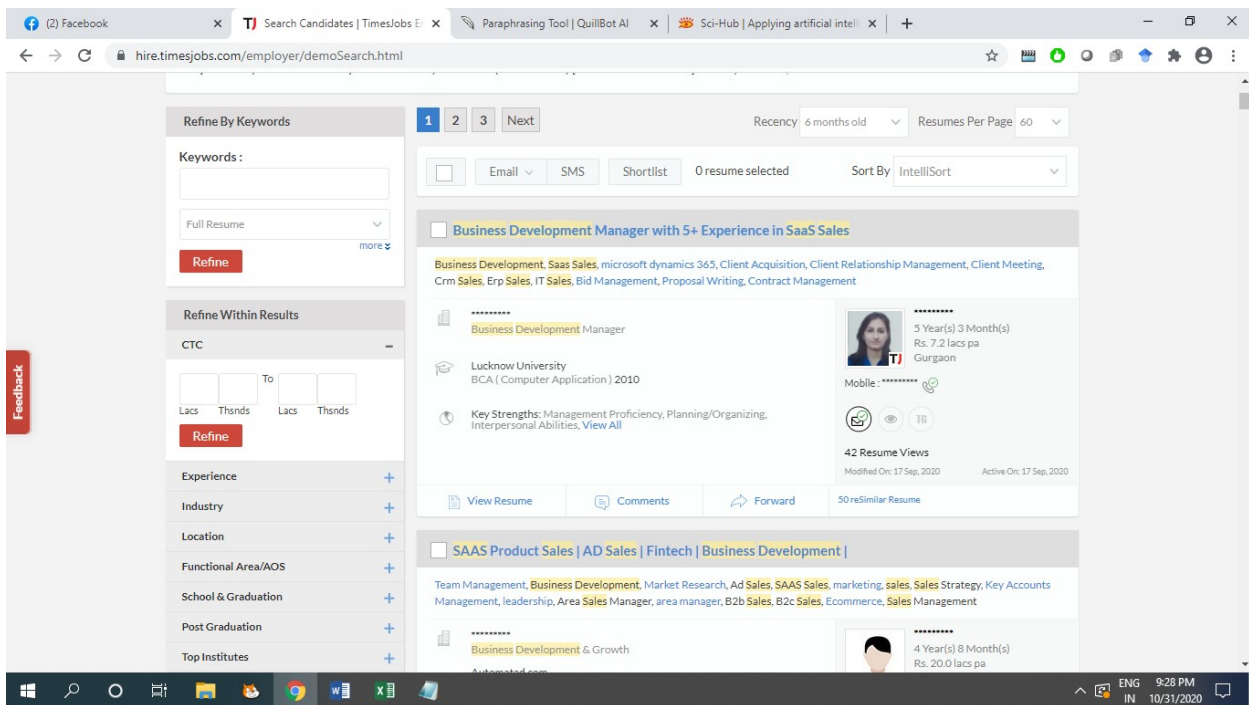 (2) Facebook
TJ Search Candidates | TimesJobs E
Paraphrasing Tool | QuillBot AI
Sci-Hub | Applying artificial intelli
hire.timesjobs.com/employer/demoSearch.html
Refine By Keywords
Keywords :
Full Resume
more
Refine
Refine Within Results
CTC
To
Lacs Thsnds Lacs Thsnds
Refine
Experience
Industry
Location
Functional Area/AOS
School & Graduation
Post Graduation
Top Institutes
Feedback
1 2 3 Next
Recency 6 months old Resumes Per Page 60
Email SMS Shortlist 0 resume selected Sort By IntelliSort
Business Development Manager with 5+ Experience in SaaS Sales
Business Development, Saas Sales, microsoft dynamics 365, Client Acquisition, Client Relationship Management, Client Meeting,
Crm Sales, Erp Sales, IT Sales, Bid Management, Proposal Writing, Contract Management
*********
Business Development Manager
Lucknow University
BCA ( Computer Application ) 2010
Key Strengths: Management Proficiency, Planning/Organizing,
Interpersonal Abilities, View All
TJ
*********
5 Year(s) 3 Month(s)
Rs. 7.2 lacs pa
Gurgaon
Mobile : *********
42 Resume Views
Modified On: 17 Sep, 2020 Active On: 17 Sep, 2020
View Resume Comments Forward 50 reSimilar Resume
SAAS Product Sales | AD Sales | Fintech | Business Development |
Team Management, Business Development, Market Research, Ad Sales, SAAS Sales, marketing, sales, Sales Strategy, Key Accounts
Management, leadership, Area Sales Manager, area manager, B2b Sales, B2c Sales, Ecommerce, Sales Management
*********
Business Development & Growth
Automated.com
*********
4 Year(s) 8 Month(s)
Rs. 20.0 lacs pa
ENG 9:28 PM
IN 10/31/2020